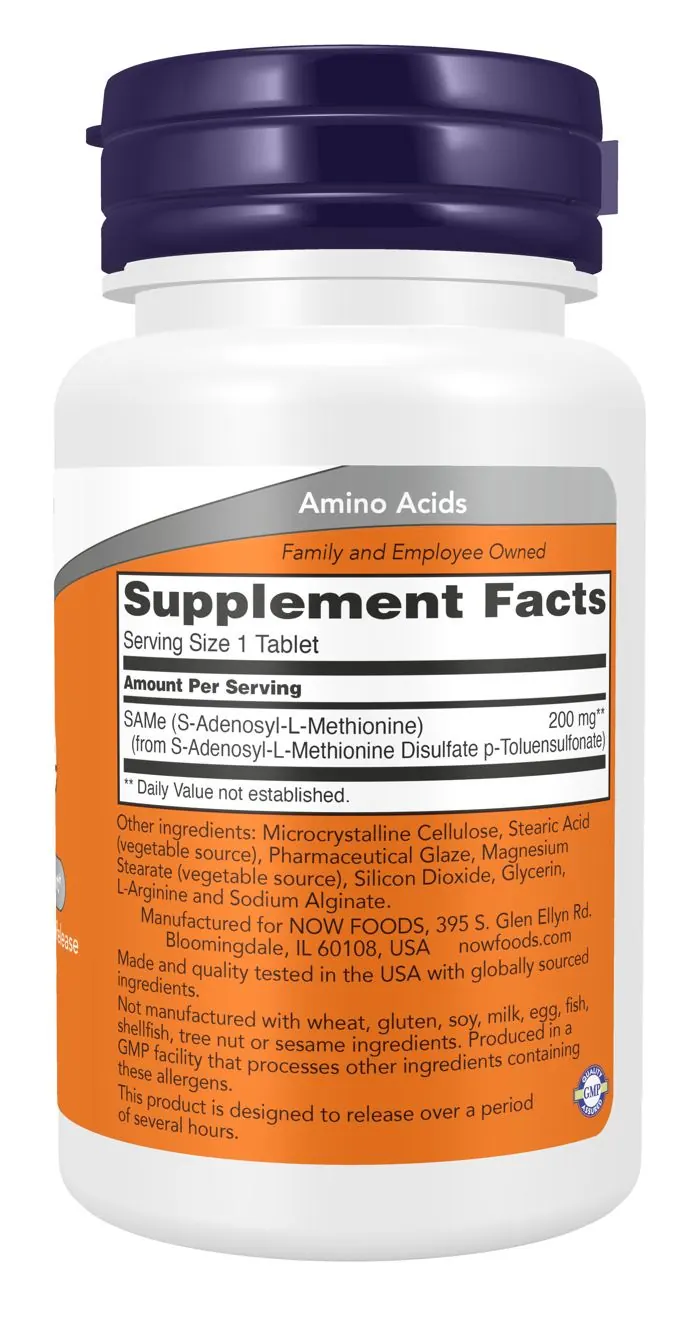 Amino Acids
Family and Employee Owned
Supplement Facts
Serving Size 1 Tablet
Amount Per Serving
SAMe (S-Adenosyl-L-Methionine) 200 mg**
(from S-Adenosyl-L-Methionine Disulfate p-Toluensulfonate)
** Daily Value not established.
Other ingredients: Microcrystalline Cellulose, Stearic Acid
(vegetable source), Pharmaceutical Glaze, Magnesium
Stearate (vegetable source), Silicon Dioxide, Glycerin,
L-Arginine and Sodium Alginate.
Manufactured for NOW FOODS, 395 S. Glen Ellyn Rd.
Bloomingdale, IL 60108, USA nowfoods.com
Made and quality tested in the USA with globally sourced
ingredients.
Not manufactured with wheat, gluten, soy, milk, egg, fish,
shellfish, tree nut or sesame ingredients. Produced in a
GMP facility that processes other ingredients containing
these allergens.
This product is designed to release over a period
of several hours.
QUALITY
GMP
ASSURED